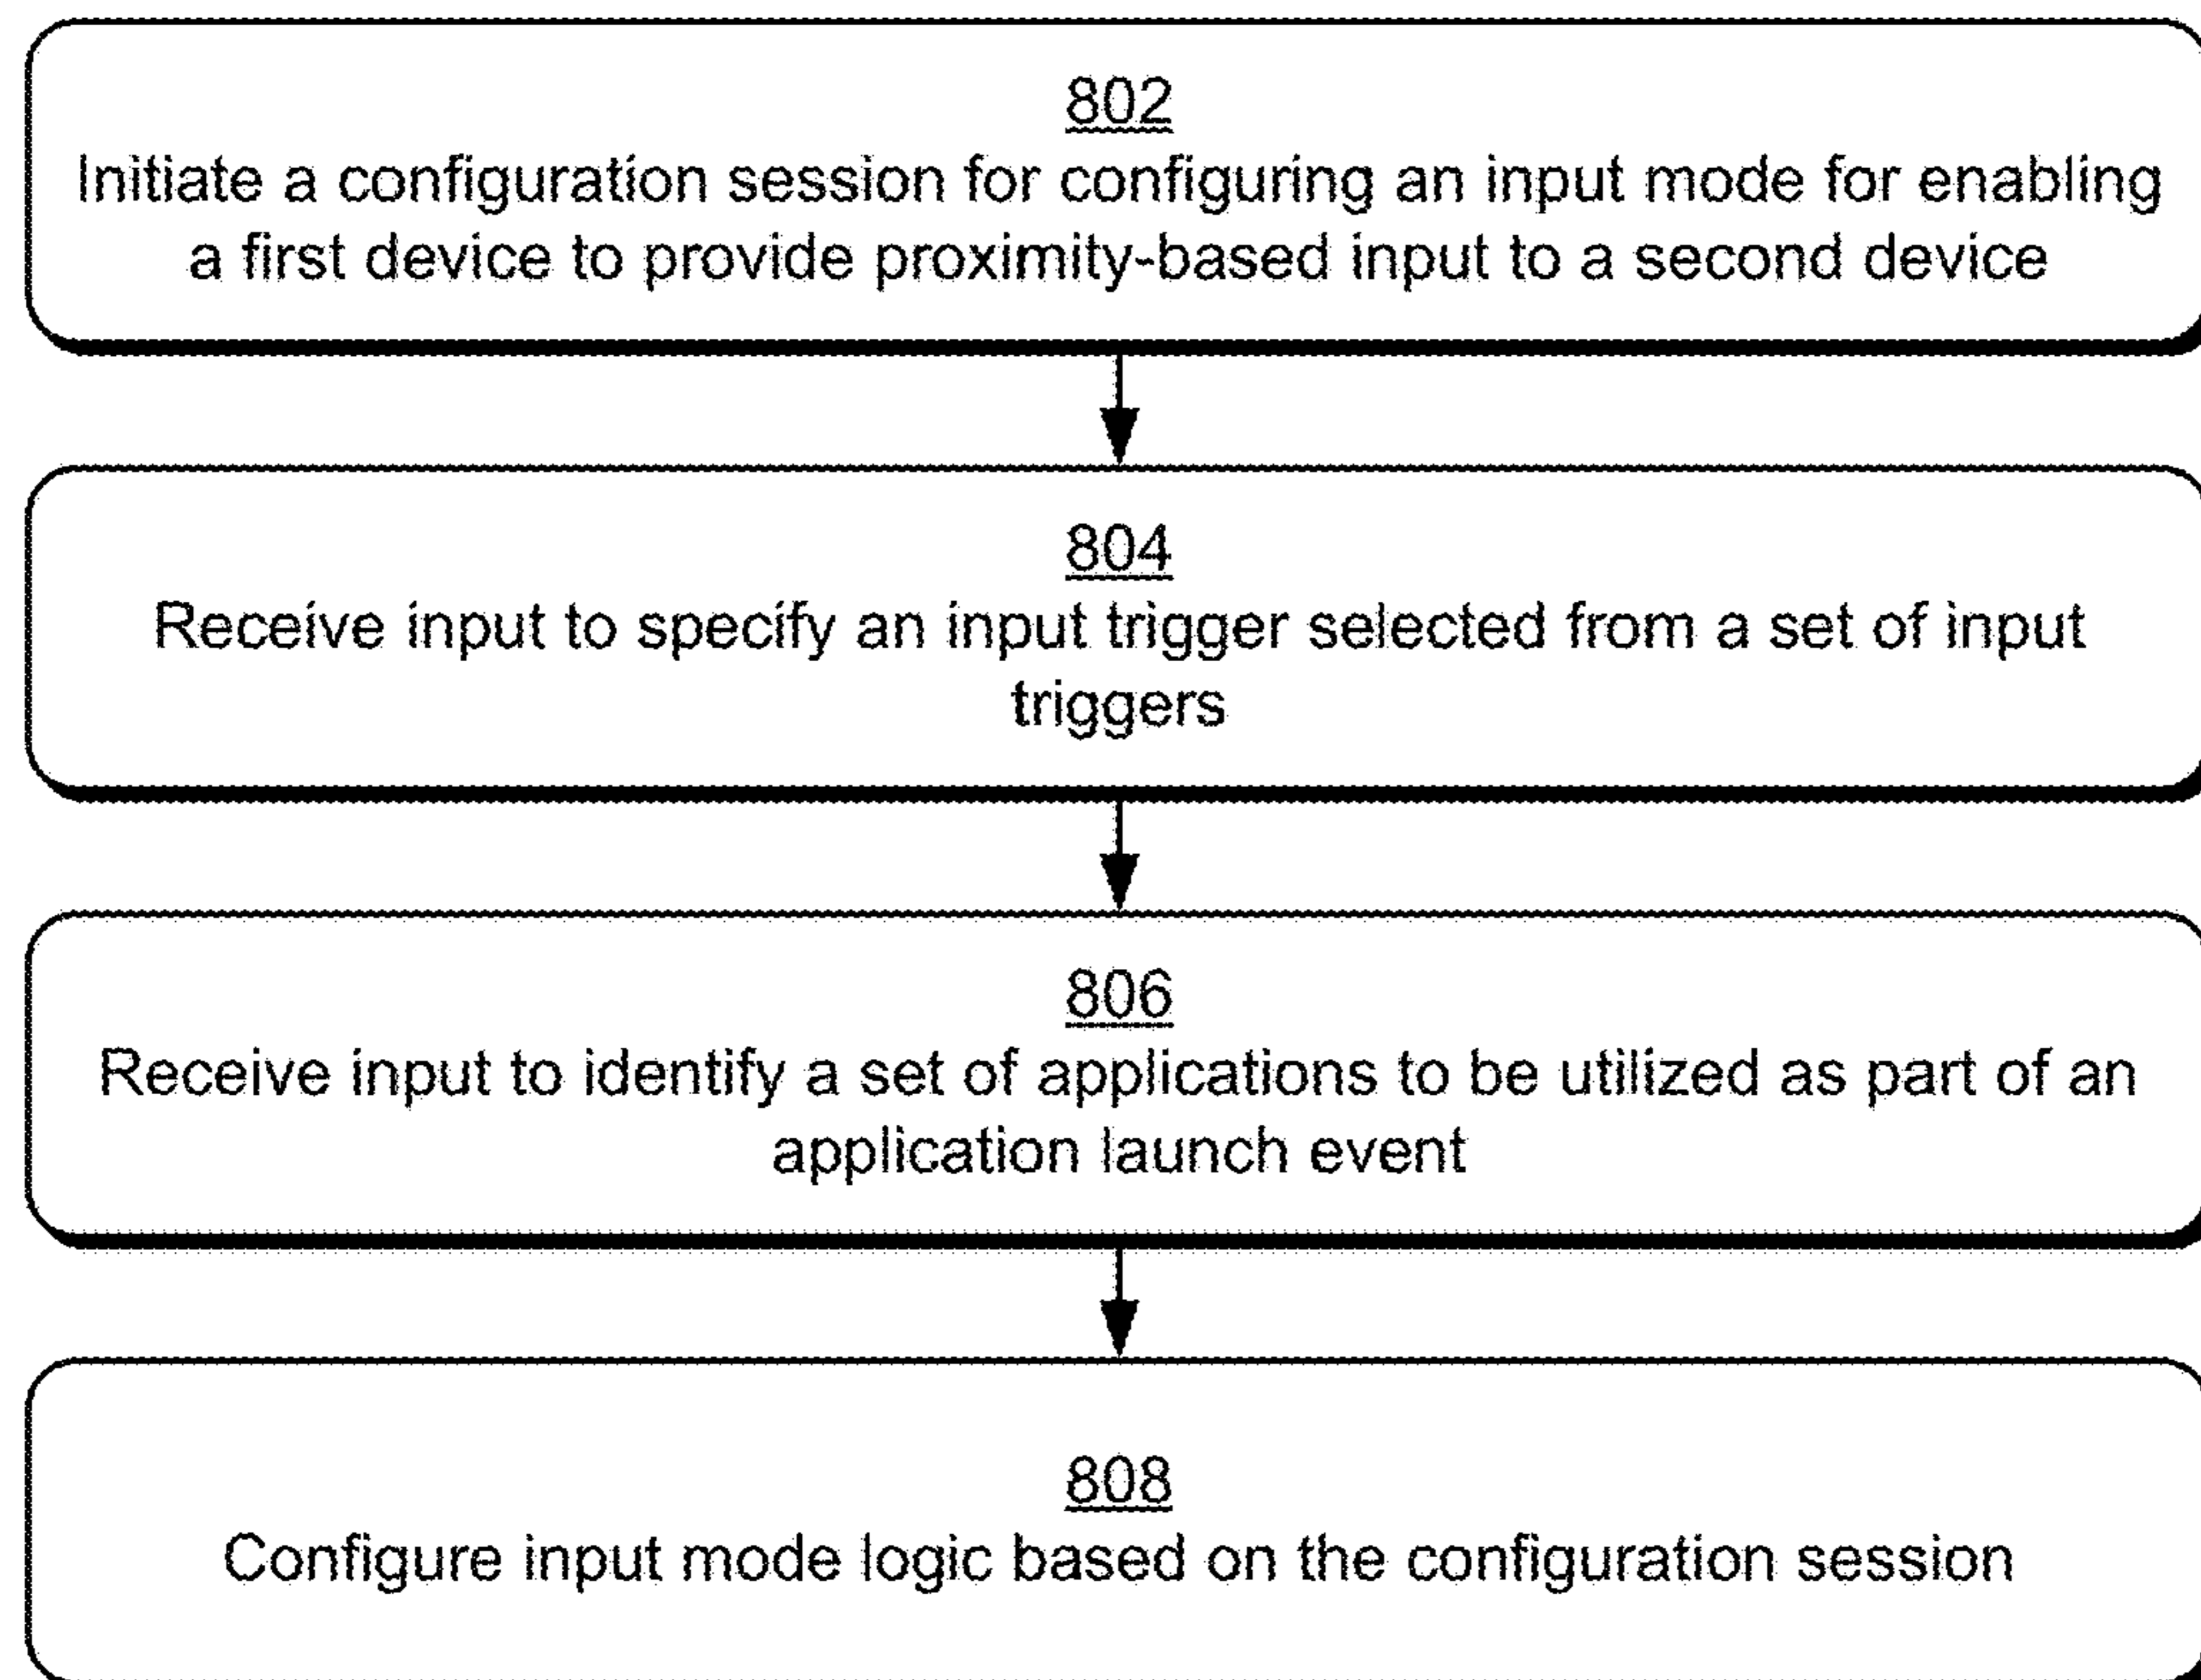 802
Initiate a configuration session for configuring an input mode for enabling
a first device to provide proximity-based input to a second device
804
Receive input to specify an input trigger selected from a set of input
triggers
806
Receive input to identify a set of applications to be utilized as part of an
application launch event
808
Configure input mode logic based on the configuration session